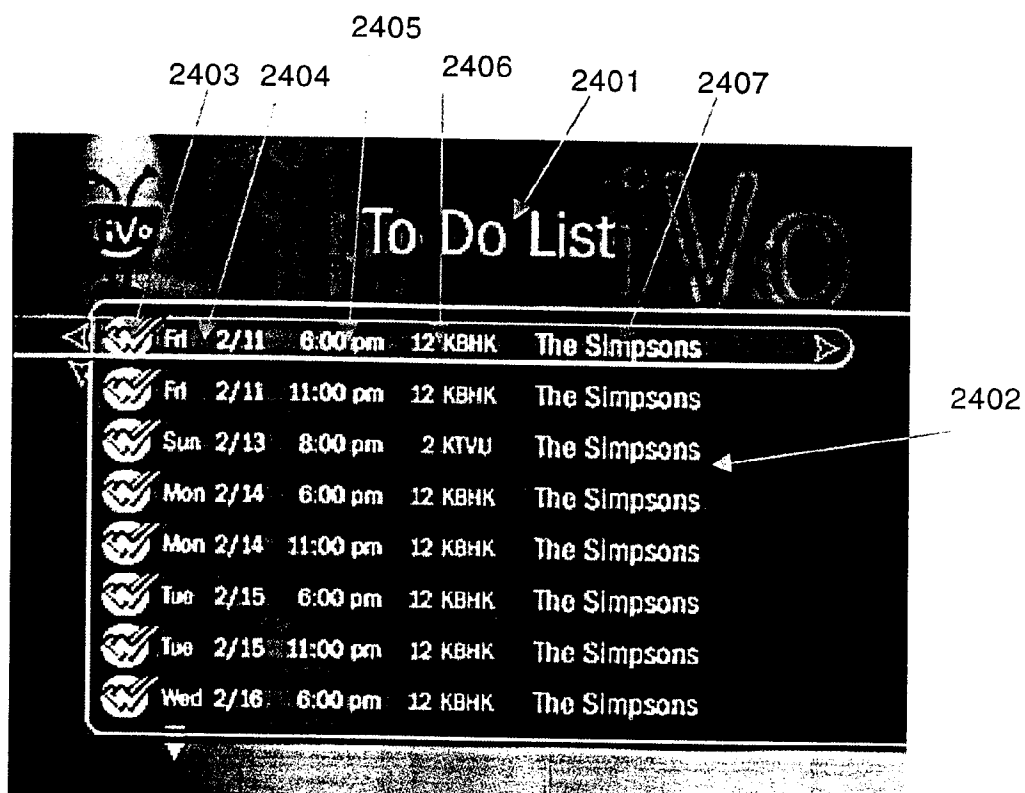 2405
2403 2404 2406 2401 2407
TiVo To Do List TiVo
Fri 2/11 6:00 pm 12 KBHK The Simpsons
Fri 2/11 11:00 pm 12 KBHK The Simpsons
2402
Sun 2/13 8:00 pm 2 KTVU The Simpsons
Mon 2/14 6:00 pm 12 KBHK The Simpsons
Mon 2/14 11:00 pm 12 KBHK The Simpsons
Tue 2/15 6:00 pm 12 KBHK The Simpsons
Tue 2/15 11:00 pm 12 KBHK The Simpsons
Wed 2/16 6:00 pm 12 KBHK The Simpsons